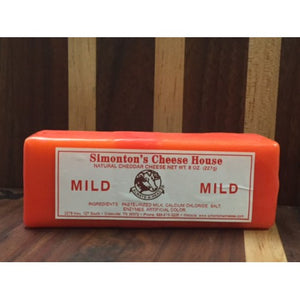 Simonton's Cheese House
NATURAL CHEDDAR CHEESE NET WT. 8 OZ. (227g)
MILD MILD
INGREDIENTS: PASTEURIZED MILK, CALCIUM CHLORIDE, SALT,
ENZYMES, ARTIFICIAL COLOR